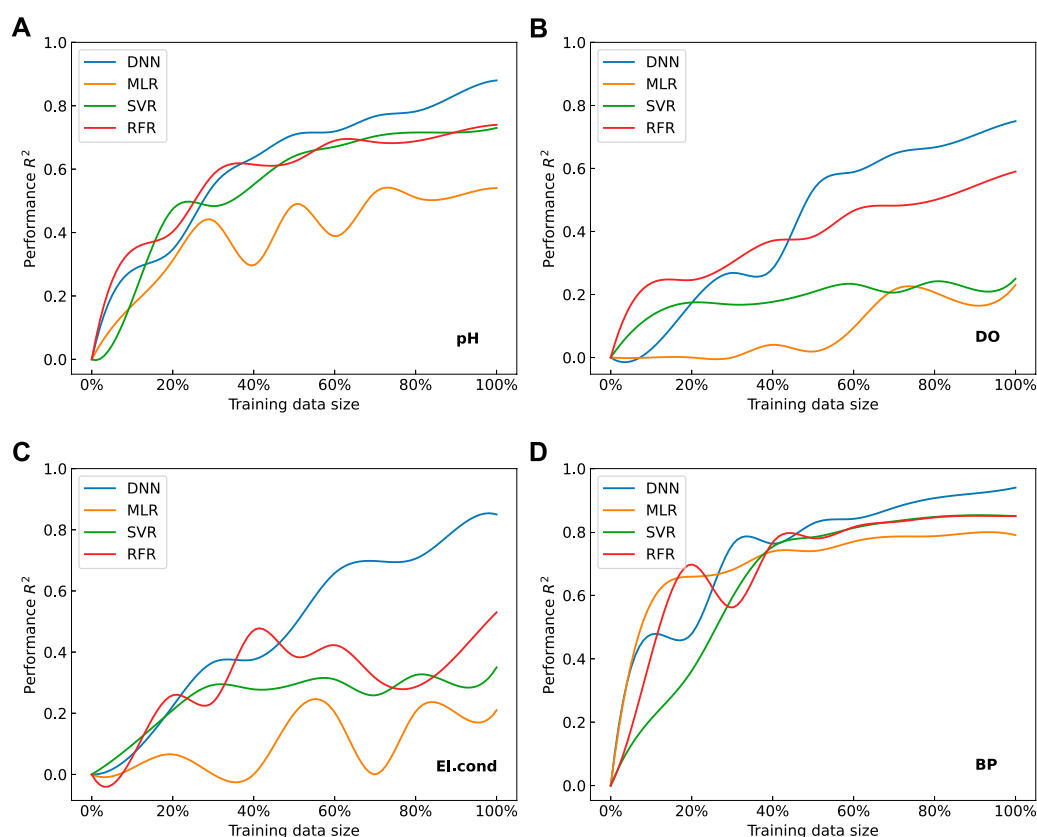 A
1.0
0.8
0.6
0.4
0.2
0.0
Performance R²
DNN
MLR
SVR
RFR
pH
0% 20% 40% 60% 80% 100%
Training data size
B
1.0
0.8
0.6
0.4
0.2
0.0
Performance R²
DNN
MLR
SVR
RFR
DO
0% 20% 40% 60% 80% 100%
Training data size
C
1.0
0.8
0.6
0.4
0.2
0.0
Performance R²
DNN
MLR
SVR
RFR
El.cond
0% 20% 40% 60% 80% 100%
Training data size
D
1.0
0.8
0.6
0.4
0.2
0.0
Performance R²
DNN
MLR
SVR
RFR
BP
0% 20% 40% 60% 80% 100%
Training data size